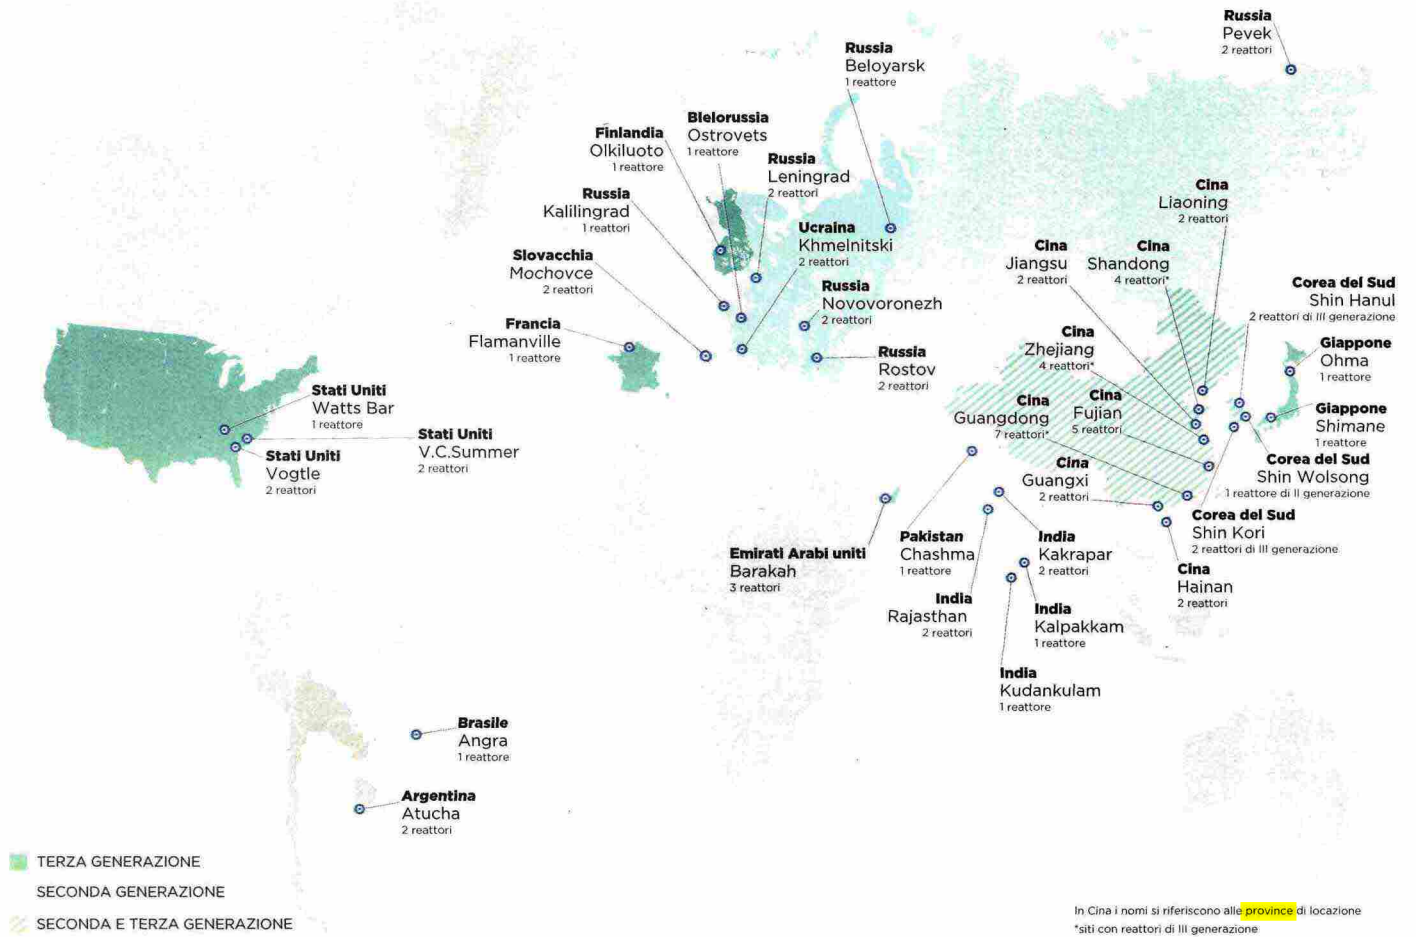 Russia
Pevek
2 reattori
Russia
Beloyarsk
1 reattore
Bielorussia
Ostrovets
1 reattore
Finlandia
Olkiluoto
1 reattore
Russia
Leningrad
2 reattori
Russia
Kalilingrad
1 reattori
Ucraina
Khmelnitski
2 reattori
Slovacchia
Mochovce
2 reattori
Russia
Novovoronezh
2 reattori
Francia
Flamanville
1 reattore
Russia
Rostov
2 reattori
Cina
Liaoning
2 reattori
Cina
Jiangsu
2 reattori
Cina
Shandong
4 reattori*
Corea del Sud
Shin Hanul
2 reattori di III generazione
Cina
Zhejiang
4 reattori*
Giappone
Ohma
1 reattore
Cina
Guangdong
7 reattori*
Cina
Fujian
5 reattori
Giappone
Shimane
1 reattore
Stati Uniti
Watts Bar
1 reattore
Stati Uniti
V.C.Summer
2 reattori
Stati Uniti
Vogtle
2 reattori
Cina
Guangxi
2 reattori
Corea del Sud
Shin Wolsong
1 reattore di II generazione
Corea del Sud
Shin Kori
2 reattori di III generazione
Emirati Arabi uniti
Barakah
3 reattori
Pakistan
Chashma
1 reattore
India
Kakrapar
2 reattori
Cina
Hainan
2 reattori
India
Rajasthan
2 reattori
India
Kalpakkam
1 reattore
India
Kudankulam
1 reattore
Brasile
Angra
1 reattore
Argentina
Atucha
2 reattori
TERZA GENERAZIONE
SECONDA GENERAZIONE
SECONDA E TERZA GENERAZIONE
In Cina i nomi si riferiscono alle province di locazione
*siti con reattori di III generazione